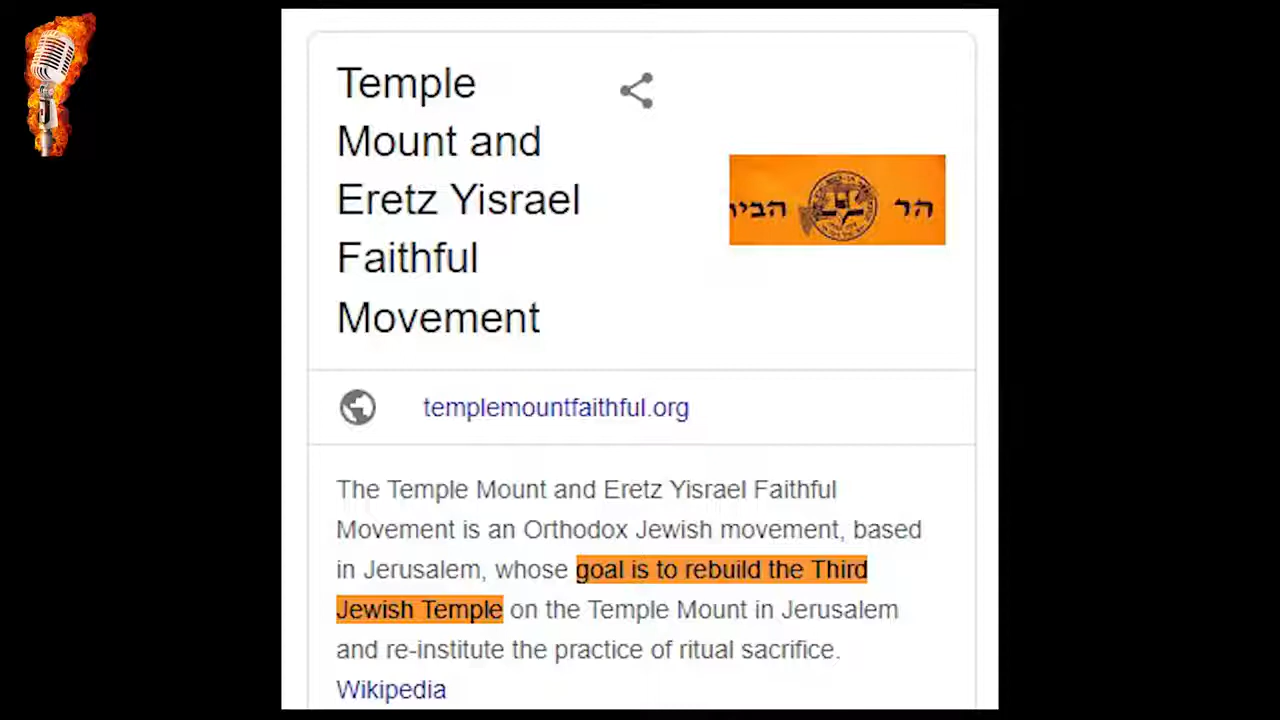 Temple
Mount and
Eretz Yisrael
Faithful
Movement
הר הבית
templemountfaithful.org
The Temple Mount and Eretz Yisrael Faithful
Movement is an Orthodox Jewish movement, based
in Jerusalem, whose goal is to rebuild the Third
Jewish Temple on the Temple Mount in Jerusalem
and re-institute the practice of ritual sacrifice.
Wikipedia